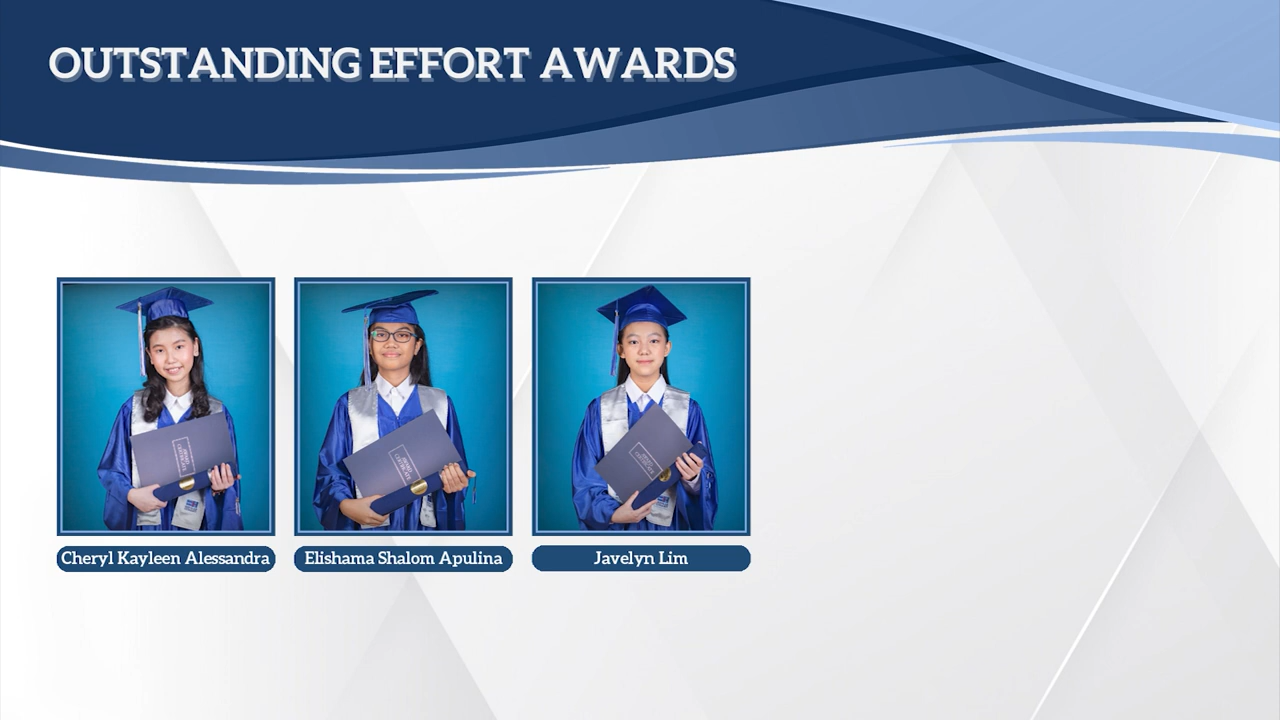 OUTSTANDING EFFORT AWARDS
Cheryl Kayleen Alessandra
Elishama Shalom Apulina
Javelyn Lim